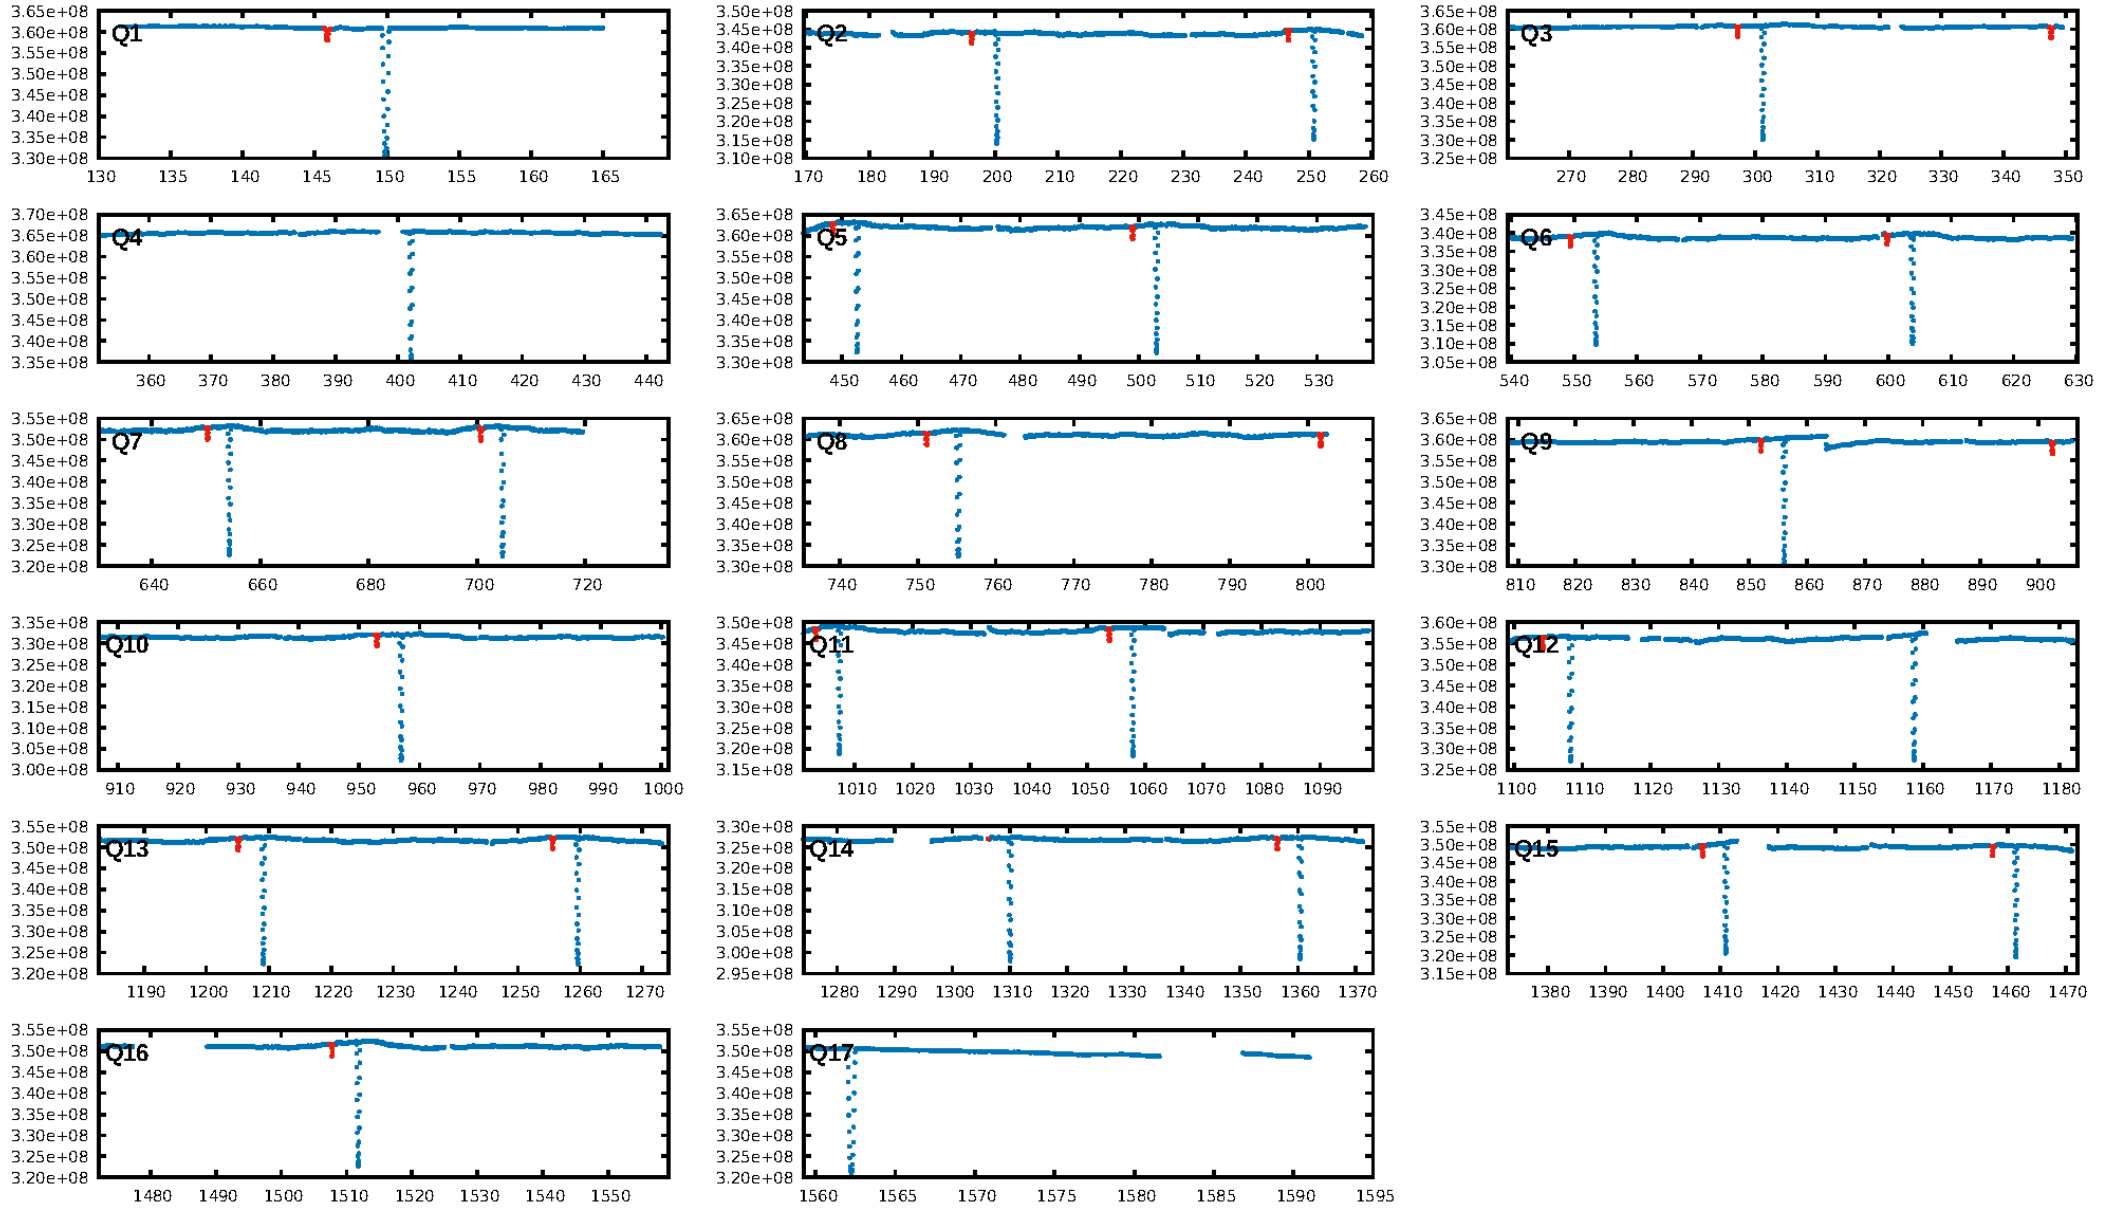 3.65e+08 3.60e+08 3.55e+08 3.50e+08 3.45e+08 3.40e+08 3.35e+08 3.30e+08
Q1
130 135 140 145 150 155 160 165
3.50e+08 3.45e+08 3.40e+08 3.35e+08 3.30e+08 3.25e+08 3.20e+08 3.15e+08 3.10e+08
Q2
170 180 190 200 210 220 230 240 250 260
3.65e+08 3.60e+08 3.55e+08 3.50e+08 3.45e+08 3.40e+08 3.35e+08 3.30e+08 3.25e+08
Q3
270 280 290 300 310 320 330 340 350
3.70e+08 3.65e+08 3.60e+08 3.55e+08 3.50e+08 3.45e+08 3.40e+08 3.35e+08
Q4
360 370 380 390 400 410 420 430 440
3.65e+08 3.60e+08 3.55e+08 3.50e+08 3.45e+08 3.40e+08 3.35e+08 3.30e+08
Q5
450 460 470 480 490 500 510 520 530
3.45e+08 3.40e+08 3.35e+08 3.30e+08 3.25e+08 3.20e+08 3.15e+08 3.10e+08 3.05e+08
Q6
540 550 560 570 580 590 600 610 620 630
3.55e+08 3.50e+08 3.45e+08 3.40e+08 3.35e+08 3.30e+08 3.25e+08 3.20e+08
Q7
640 660 680 700 720
3.65e+08 3.60e+08 3.55e+08 3.50e+08 3.45e+08 3.40e+08 3.35e+08 3.30e+08
Q8
740 750 760 770 780 790 800
3.65e+08 3.60e+08 3.55e+08 3.50e+08 3.45e+08 3.40e+08 3.35e+08 3.30e+08
Q9
810 820 830 840 850 860 870 880 890 900
3.35e+08 3.30e+08 3.25e+08 3.20e+08 3.15e+08 3.10e+08 3.05e+08 3.00e+08
Q10
910 920 930 940 950 960 970 980 990 1000
3.50e+08 3.45e+08 3.40e+08 3.35e+08 3.30e+08 3.25e+08 3.20e+08 3.15e+08
Q11
1010 1020 1030 1040 1050 1060 1070 1080 1090
3.60e+08 3.55e+08 3.50e+08 3.45e+08 3.40e+08 3.35e+08 3.30e+08 3.25e+08
Q12
1100 1110 1120 1130 1140 1150 1160 1170 1180
3.55e+08 3.50e+08 3.45e+08 3.40e+08 3.35e+08 3.30e+08 3.25e+08 3.20e+08
Q13
1190 1200 1210 1220 1230 1240 1250 1260 1270
3.30e+08 3.25e+08 3.20e+08 3.15e+08 3.10e+08 3.05e+08 3.00e+08 2.95e+08
Q14
1280 1290 1300 1310 1320 1330 1340 1350 1360 1370
3.55e+08 3.50e+08 3.45e+08 3.40e+08 3.35e+08 3.30e+08 3.25e+08 3.20e+08 3.15e+08
Q15
1380 1390 1400 1410 1420 1430 1440 1450 1460 1470
3.55e+08 3.50e+08 3.45e+08 3.40e+08 3.35e+08 3.30e+08 3.25e+08 3.20e+08
Q16
1480 1490 1500 1510 1520 1530 1540 1550
3.55e+08 3.50e+08 3.45e+08 3.40e+08 3.35e+08 3.30e+08 3.25e+08 3.20e+08
Q17
1560 1565 1570 1575 1580 1585 1590 1595